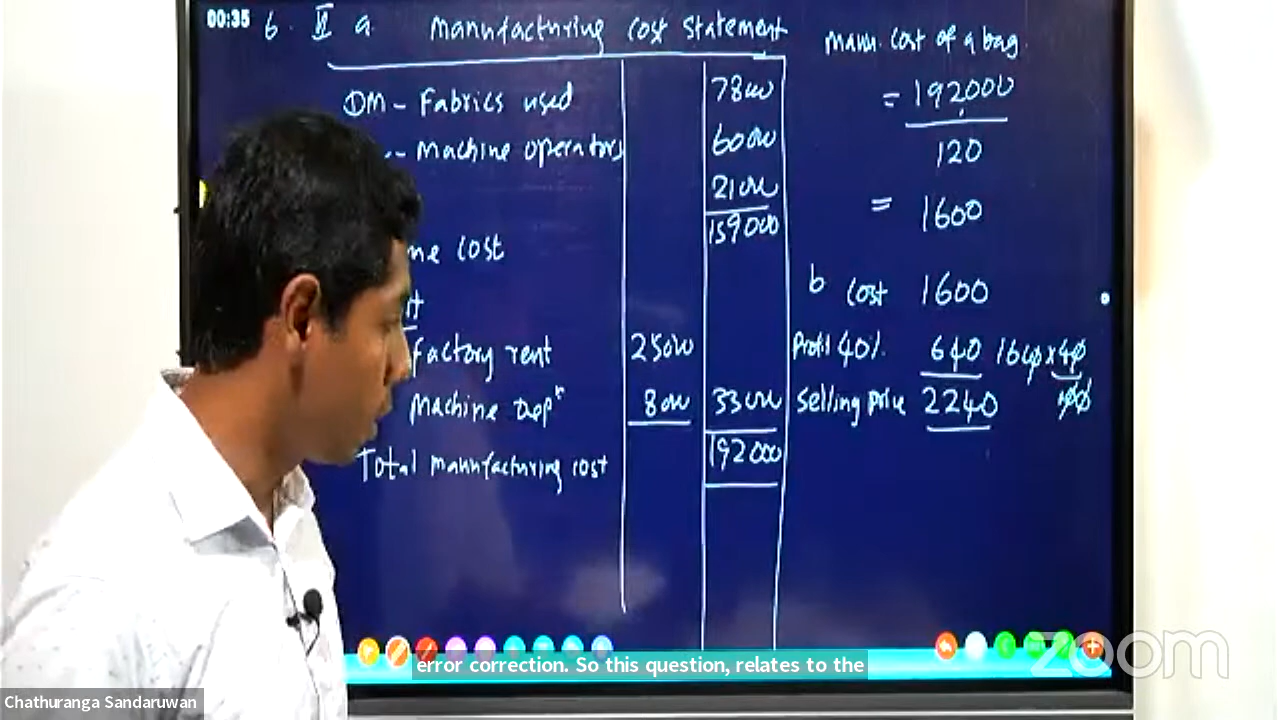 00:35 6. VI a. Manufacturing cost statement
DM - Fabrics used 78000
- Machine operators 60000
21000
159000
me cost
Factory rent 25000
Machine Depn 8000 33000
Total manufacturing cost 192000
Manu. cost of a bag.
= 192000
120
= 1600
b cost 1600
Profit 40% 640 1600 x 40
100
Selling price 2240
error correction. So this question, relates to the
zoom
Chathuranga Sandaruwan